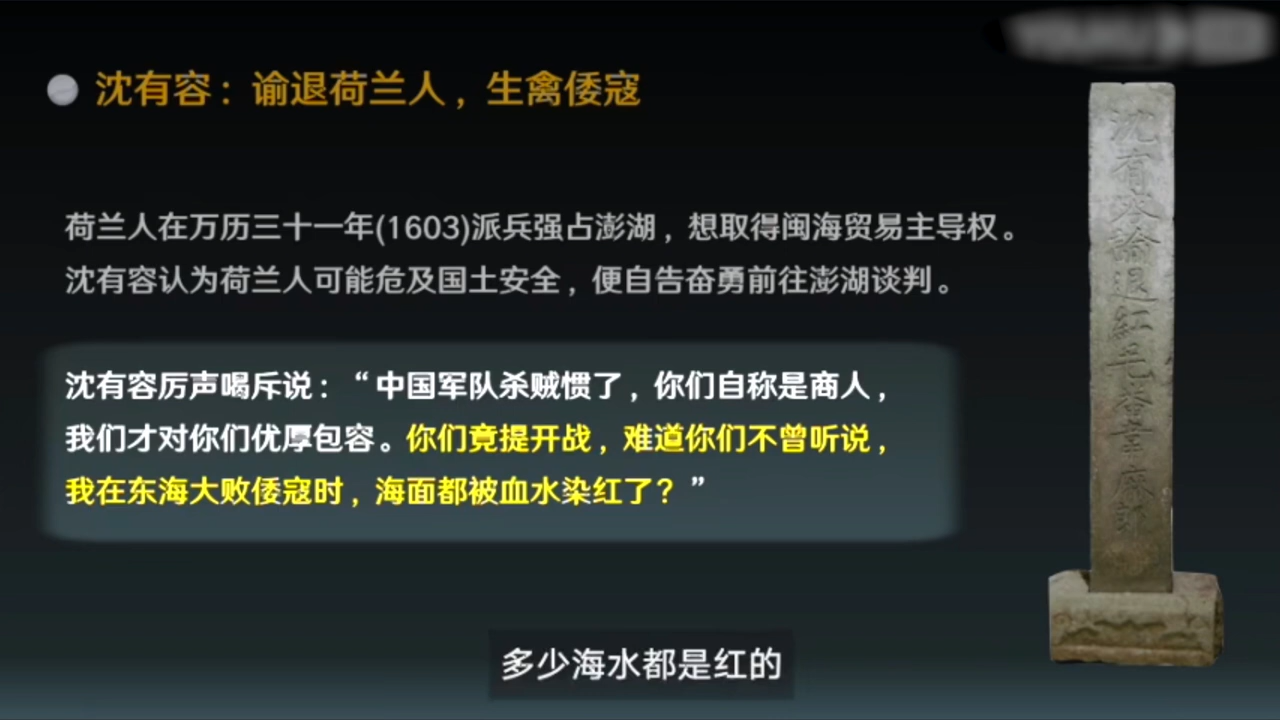 沈有容：谕退荷兰人，生禽倭寇
荷兰人在万历三十一年(1603)派兵强占澎湖，想取得闽海贸易主导权。
沈有容认为荷兰人可能危及国土安全，便自告奋勇前往澎湖谈判。
沈有容厉声喝斥说：“中国军队杀贼惯了，你们自称是商人，
我们才对你们优厚包容。你们竟提开战，难道你们不曾听说，
我在东海大败倭寇时，海面都被血水染红了？”
沈有容諭退紅毛番韋麻郎
多少海水都是红的